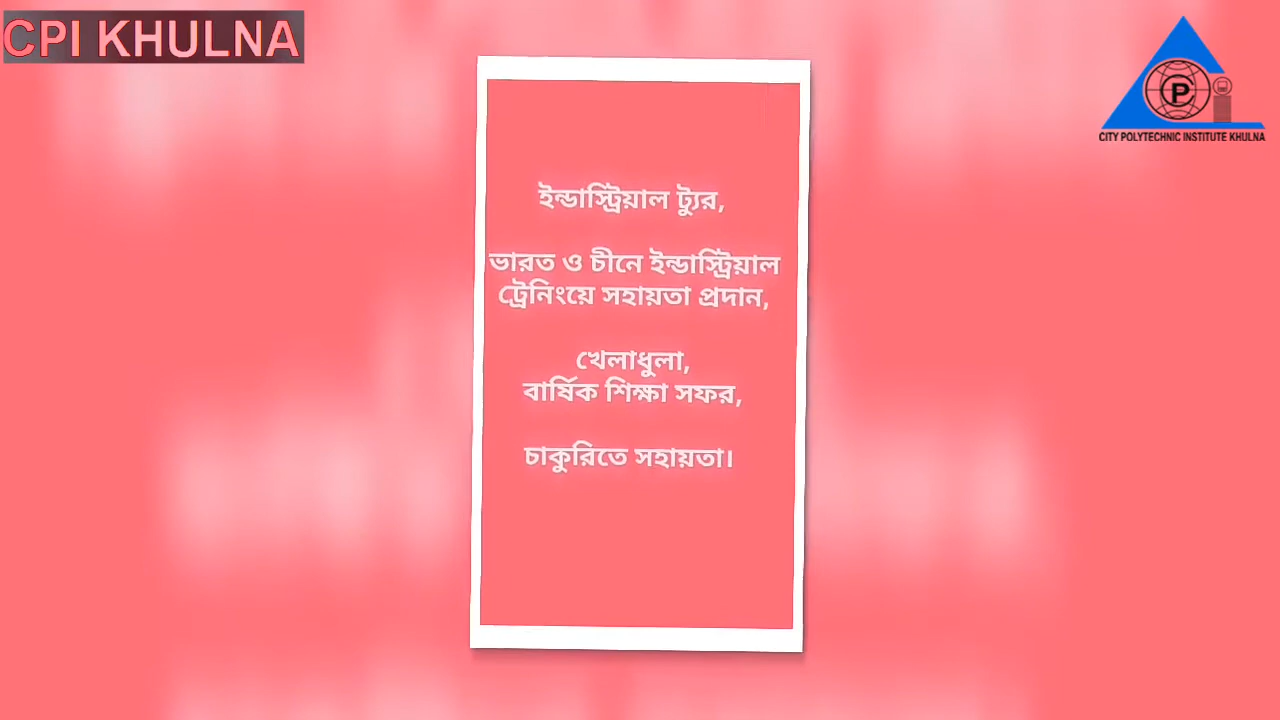 CPI KHULNA
CITY POLYTECHNIC INSTITUTE KHULNA
ইন্ডাস্ট্রিয়াল ট্যুর,
ভারত ও চীনে ইন্ডাস্ট্রিয়াল
ট্রেনিংয়ে সহায়তা প্রদান,
খেলাধুলা,
বার্ষিক শিক্ষা সফর,
চাকুরিতে সহায়তা।